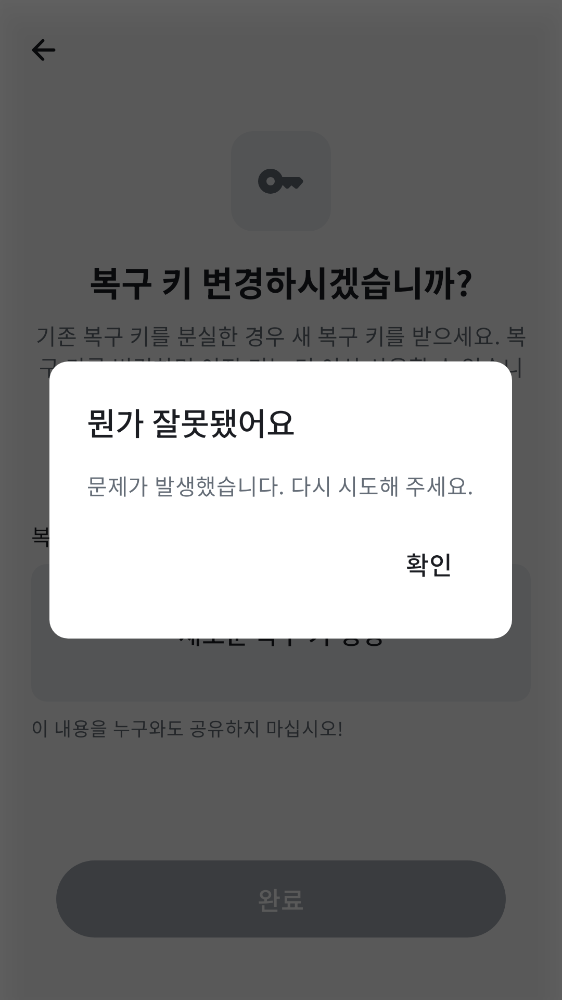 복구 키 변경하시겠습니까?
기존 복구 키를 분실한 경우 새 복구 키를 받으세요. 복
뭔가 잘못됐어요
문제가 발생했습니다. 다시 시도해 주세요.
복
확인
이 내용을 누구와도 공유하지 마십시오!
완료